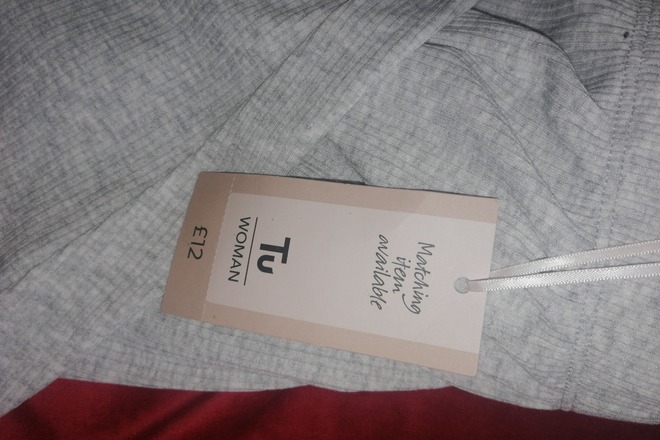 Matching
item
available
Tu
WOMAN
£12